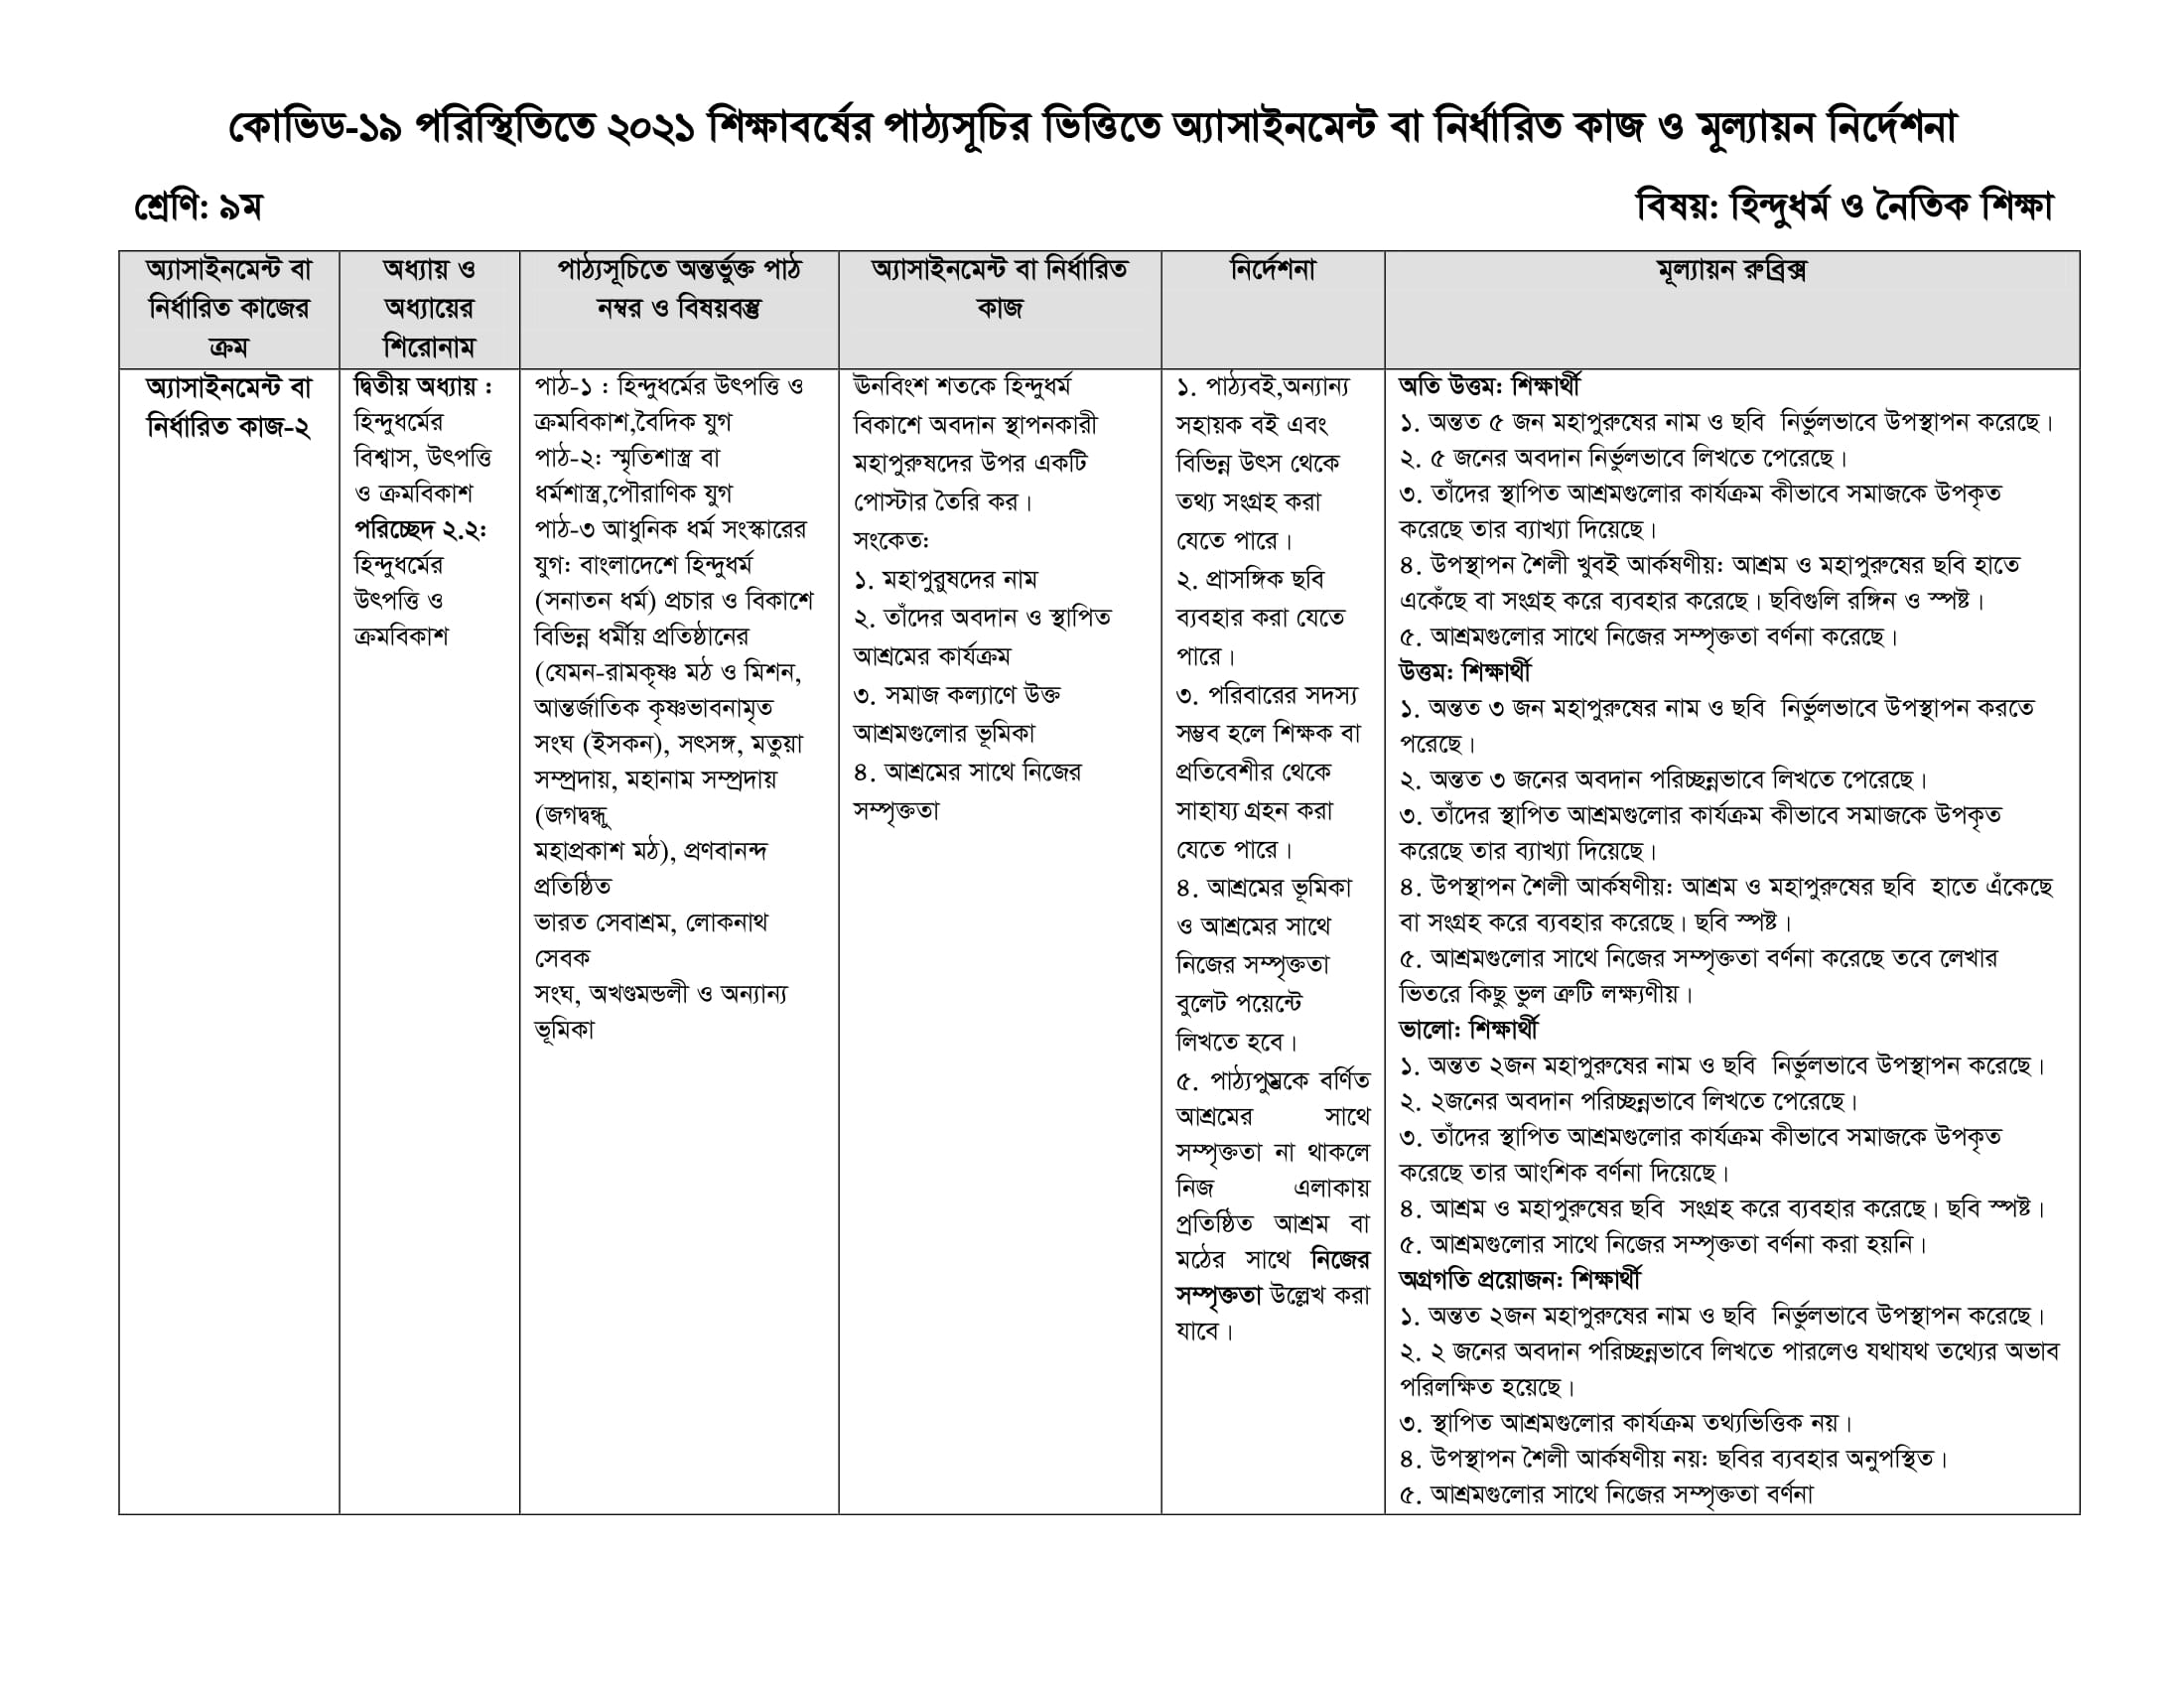 কোভিড-১৯ পরিস্থিতিতে ২০২১ শিক্ষাবর্ষের পাঠ্যসূচির ভিত্তিতে অ্যাসাইনমেন্ট বা নির্ধারিত কাজ ও মূল্যায়ন নির্দেশনা
শ্রেণি: ৯ম
বিষয়: হিন্দুধর্ম ও নৈতিক শিক্ষা
অ্যাসাইনমেন্ট বা
নির্ধারিত কাজের
ক্রম
অধ্যায় ও
অধ্যায়ের
শিরোনাম
পাঠ্যসূচিতে অন্তর্ভুক্ত পাঠ
নম্বর ও বিষয়বস্তু
অ্যাসাইনমেন্ট বা নির্ধারিত
কাজ
নির্দেশনা
মূল্যায়ন রুব্রিক্স
অ্যাসাইনমেন্ট বা
নির্ধারিত কাজ-২
দ্বিতীয় অধ্যায় :
হিন্দুধর্মের
বিশ্বাস, উৎপত্তি
ও ক্রমবিকাশ
পরিচ্ছেদ ২.২:
হিন্দুধর্মের
উৎপত্তি ও
ক্রমবিকাশ
পাঠ-১ : হিন্দুধর্মের উৎপত্তি ও
ক্রমবিকাশ,বৈদিক যুগ
পাঠ-২: স্মৃতিশাস্ত্র বা
ধর্মশাস্ত্র,পৌরাণিক যুগ
পাঠ-৩ আধুনিক ধর্ম সংস্কারের
যুগ: বাংলাদেশে হিন্দুধর্ম
(সনাতন ধর্ম) প্রচার ও বিকাশে
বিভিন্ন ধর্মীয় প্রতিষ্ঠানের
(যেমন-রামকৃষ্ণ মঠ ও মিশন,
আন্তর্জাতিক কৃষ্ণভাবনামৃত
সংঘ (ইসকন), সৎসঙ্গ, মতুয়া
সম্প্রদায়, মহানাম সম্প্রদায়
(জগদ্বন্ধু
মহাপ্রকাশ মঠ), প্রণবানন্দ
প্রতিষ্ঠিত
ভারত সেবাশ্রম, লোকনাথ
সেবক
সংঘ, অখণ্ডমন্ডলী ও অন্যান্য
ভূমিকা
ঊনবিংশ শতকে হিন্দুধর্ম
বিকাশে অবদান স্থাপনকারী
মহাপুরুষদের উপর একটি
পোস্টার তৈরি কর।
সংকেত:
১. মহাপুরুষদের নাম
২. তাঁদের অবদান ও স্থাপিত
আশ্রমের কার্যক্রম
৩. সমাজ কল্যাণে উক্ত
আশ্রমগুলোর ভূমিকা
৪. আশ্রমের সাথে নিজের
সম্পৃক্ততা
১. পাঠ্যবই,অন্যান্য
সহায়ক বই এবং
বিভিন্ন উৎস থেকে
তথ্য সংগ্রহ করা
যেতে পারে।
২. প্রাসঙ্গিক ছবি
ব্যবহার করা যেতে
পারে।
৩. পরিবারের সদস্য
সম্ভব হলে শিক্ষক বা
প্রতিবেশীর থেকে
সাহায্য গ্রহন করা
যেতে পারে।
৪. আশ্রমের ভূমিকা
ও আশ্রমের সাথে
নিজের সম্পৃক্ততা
বুলেট পয়েন্টে
লিখতে হবে।
৫. পাঠ্যপুস্তকে বর্ণিত
আশ্রমের সাথে
সম্পৃক্ততা না থাকলে
নিজ এলাকায়
প্রতিষ্ঠিত আশ্রম বা
মঠের সাথে নিজের
সম্পৃক্ততা উল্লেখ করা
যাবে।
অতি উত্তম: শিক্ষার্থী
১. অন্তত ৫ জন মহাপুরুষের নাম ও ছবি নির্ভুলভাবে উপস্থাপন করেছে।
২. ৫ জনের অবদান নির্ভুলভাবে লিখতে পেরেছে।
৩. তাঁদের স্থাপিত আশ্রমগুলোর কার্যক্রম কীভাবে সমাজকে উপকৃত
করেছে তার ব্যাখ্যা দিয়েছে।
৪. উপস্থাপন শৈলী খুবই আর্কষণীয়: আশ্রম ও মহাপুরুষের ছবি হাতে
একেঁছে বা সংগ্রহ করে ব্যবহার করেছে। ছবিগুলি রঙ্গিন ও স্পষ্ট।
৫. আশ্রমগুলোর সাথে নিজের সম্পৃক্ততা বর্ণনা করেছে।
উত্তম: শিক্ষার্থী
১. অন্তত ৩ জন মহাপুরুষের নাম ও ছবি নির্ভুলভাবে উপস্থাপন করতে
পরেছে।
২. অন্তত ৩ জনের অবদান পরিচ্ছন্নভাবে লিখতে পেরেছে।
৩. তাঁদের স্থাপিত আশ্রমগুলোর কার্যক্রম কীভাবে সমাজকে উপকৃত
করেছে তার ব্যাখ্যা দিয়েছে।
৪. উপস্থাপন শৈলী আর্কষণীয়: আশ্রম ও মহাপুরুষের ছবি হাতে এঁকেছে
বা সংগ্রহ করে ব্যবহার করেছে। ছবি স্পষ্ট।
৫. আশ্রমগুলোর সাথে নিজের সম্পৃক্ততা বর্ণনা করেছে তবে লেখার
ভিতরে কিছু ভুল ত্রুটি লক্ষ্যণীয়।
ভালো: শিক্ষার্থী
১. অন্তত ২জন মহাপুরুষের নাম ও ছবি নির্ভুলভাবে উপস্থাপন করেছে।
২. ২জনের অবদান পরিচ্ছন্নভাবে লিখতে পেরেছে।
৩. তাঁদের স্থাপিত আশ্রমগুলোর কার্যক্রম কীভাবে সমাজকে উপকৃত
করেছে তার আংশিক বর্ণনা দিয়েছে।
৪. আশ্রম ও মহাপুরুষের ছবি সংগ্রহ করে ব্যবহার করেছে। ছবি স্পষ্ট।
৫. আশ্রমগুলোর সাথে নিজের সম্পৃক্ততা বর্ণনা করা হয়নি।
অগ্রগতি প্রয়োজন: শিক্ষার্থী
১. অন্তত ২জন মহাপুরুষের নাম ও ছবি নির্ভুলভাবে উপস্থাপন করেছে।
২. ২ জনের অবদান পরিচ্ছন্নভাবে লিখতে পারলেও যথাযথ তথ্যের অভাব
পরিলক্ষিত হয়েছে।
৩. স্থাপিত আশ্রমগুলোর কার্যক্রম তথ্যভিত্তিক নয়।
৪. উপস্থাপন শৈলী আর্কষণীয় নয়: ছবির ব্যবহার অনুপস্থিত।
৫. আশ্রমগুলোর সাথে নিজের সম্পৃক্ততা বর্ণনা